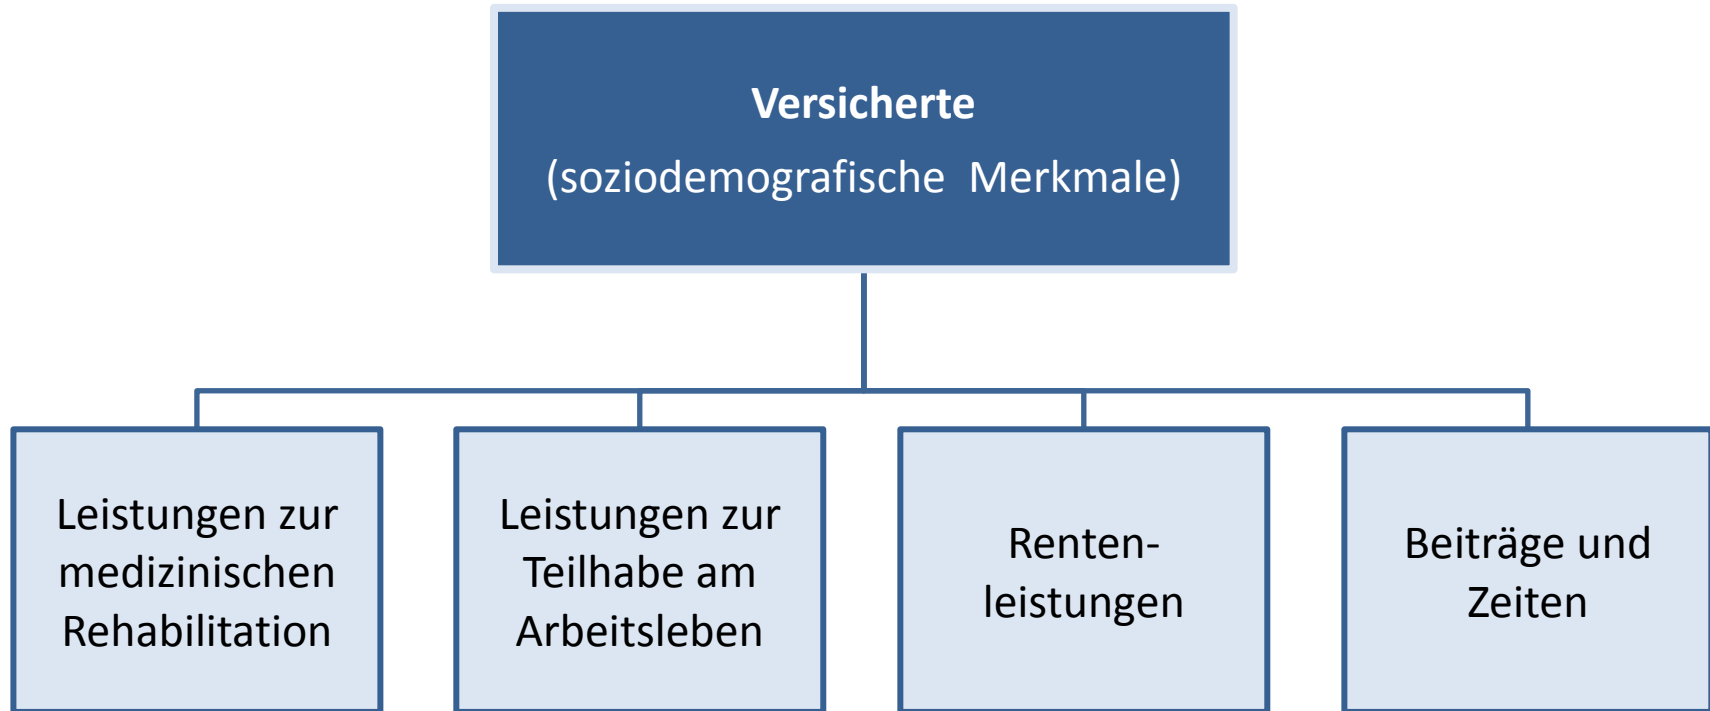 Versicherte
(soziodemografische Merkmale)
Leistungen zur
medizinischen
Rehabilitation
Leistungen zur
Teilhabe am
Arbeitsleben
Renten-
leistungen
Beiträge und
Zeiten